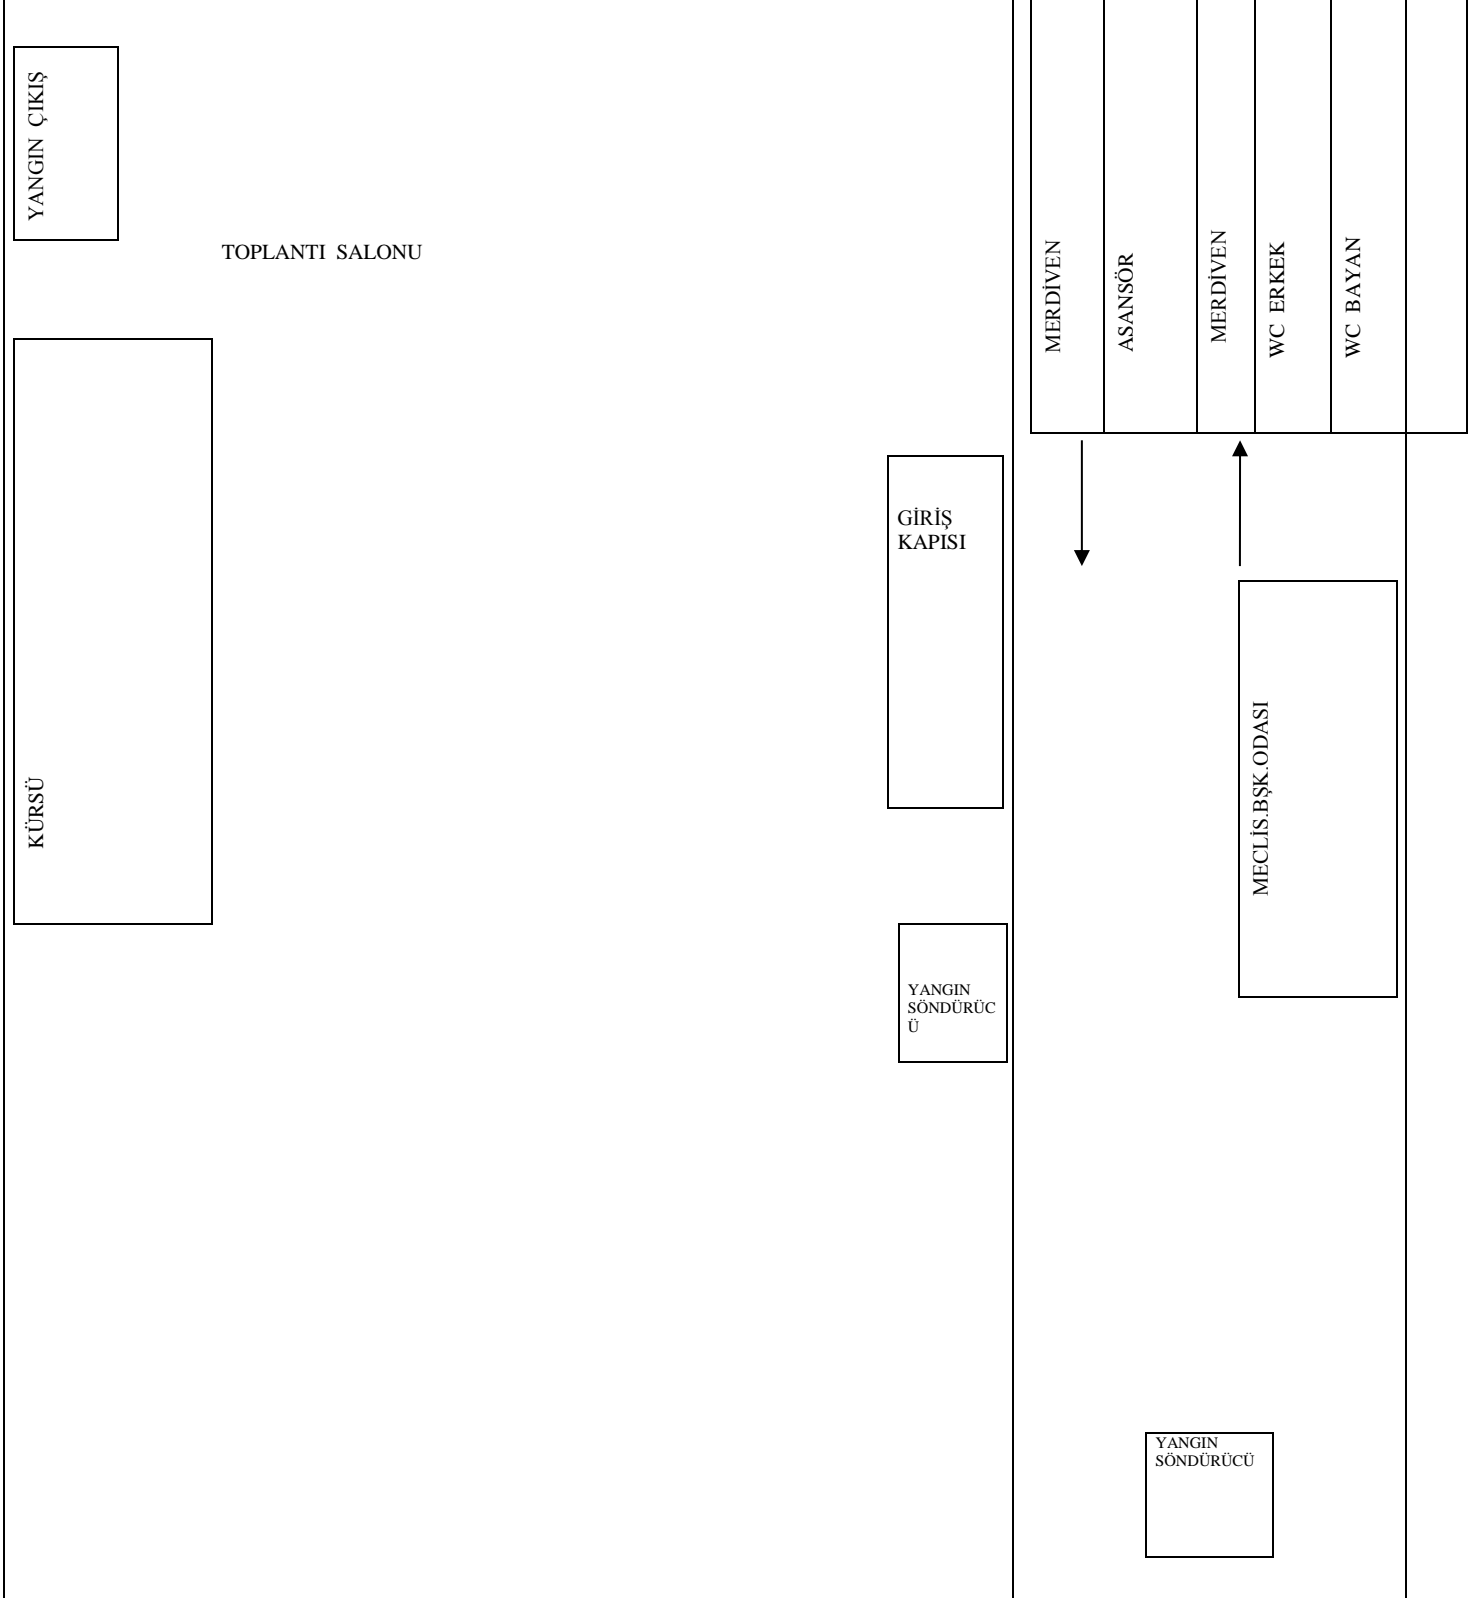 YANGIN ÇIKIŞ
TOPLANTI SALONU
KÜRSÜ
GİRİŞ
KAPISI
YANGIN
SÖNDÜRÜC
Ü
MERDİVEN
ASANSÖR
MERDİVEN
WC ERKEK
WC BAYAN
MECLİS.BŞK.ODASI
YANGIN
SÖNDÜRÜCÜ